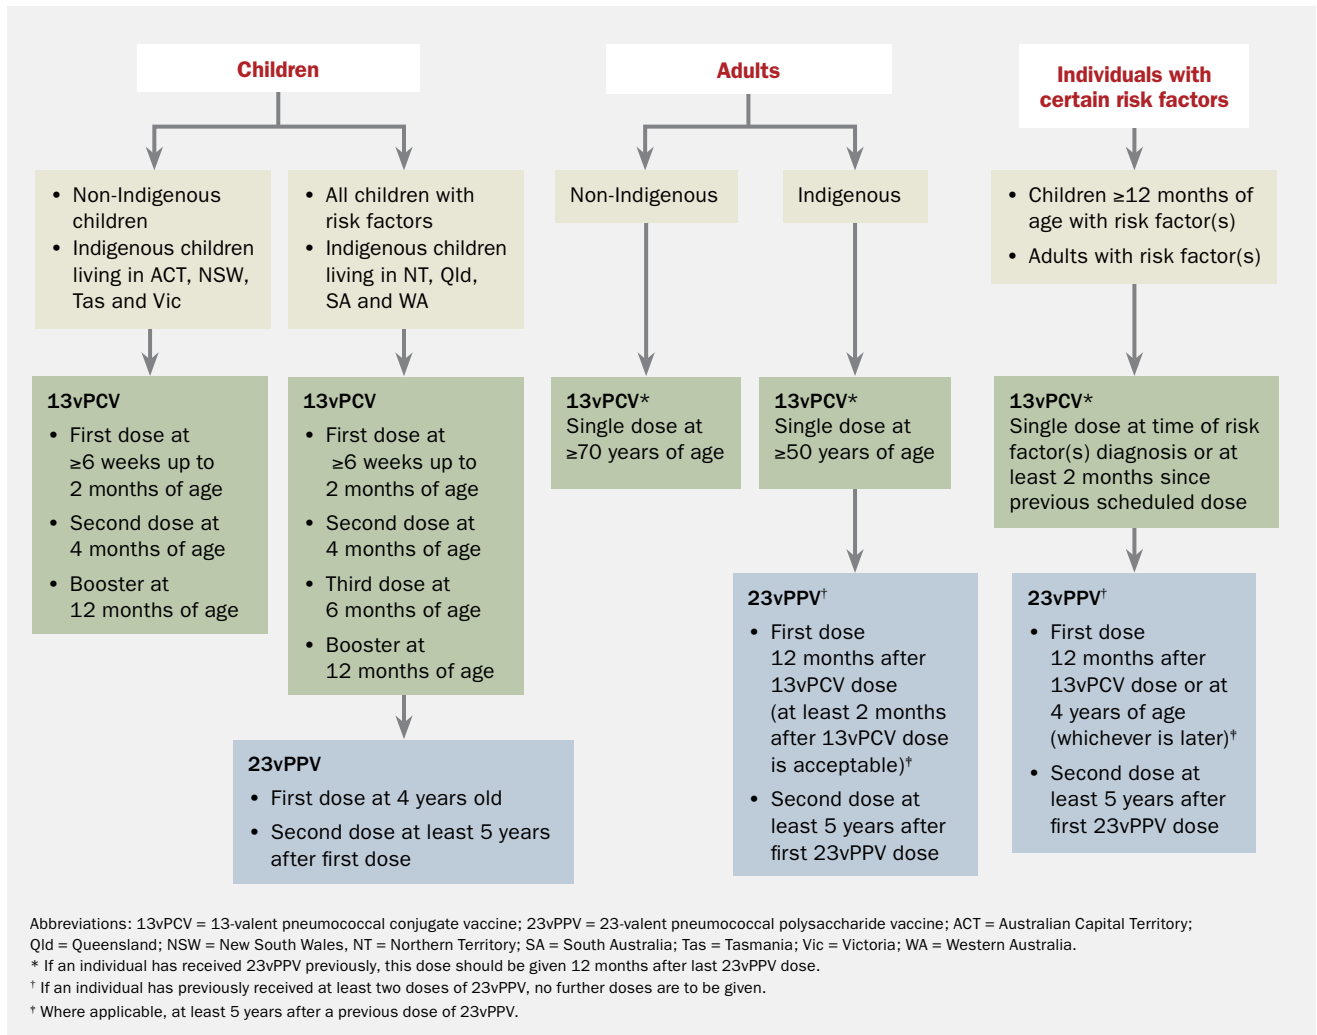 Children
Adults
Individuals with
certain risk factors
• Non-Indigenous
children
• Indigenous children
living in ACT, NSW,
Tas and Vic
• All children with
risk factors
• Indigenous children
living in NT, Qld,
SA and WA
Non-Indigenous
Indigenous
• Children ≥12 months of
age with risk factor(s)
• Adults with risk factor(s)
13vPCV
• First dose at
≥6 weeks up to
2 months of age
• Second dose at
4 months of age
• Booster at
12 months of age
13vPCV
• First dose at
≥6 weeks up to
2 months of age
• Second dose at
4 months of age
• Third dose at
6 months of age
• Booster at
12 months of age
13vPCV*
Single dose at
≥70 years of age
13vPCV*
Single dose at
≥50 years of age
13vPCV*
Single dose at time of risk
factor(s) diagnosis or at
least 2 months since
previous scheduled dose
23vPPV
• First dose at 4 years old
• Second dose at least 5 years
after first dose
23vPPV†
• First dose
12 months after
13vPCV dose
(at least 2 months
after 13vPCV dose
is acceptable)‡
• Second dose at
least 5 years after
first 23vPPV dose
23vPPV†
• First dose
12 months after
13vPCV dose or at
4 years of age
(whichever is later)‡
• Second dose at
least 5 years after
first 23vPPV dose
Abbreviations: 13vPCV = 13-valent pneumococcal conjugate vaccine; 23vPPV = 23-valent pneumococcal polysaccharide vaccine; ACT = Australian Capital Territory;
Qld = Queensland; NSW = New South Wales, NT = Northern Territory; SA = South Australia; Tas = Tasmania; Vic = Victoria; WA = Western Australia.
* If an individual has received 23vPPV previously, this dose should be given 12 months after last 23vPPV dose.
† If an individual has previously received at least two doses of 23vPPV, no further doses are to be given.
‡ Where applicable, at least 5 years after a previous dose of 23vPPV.